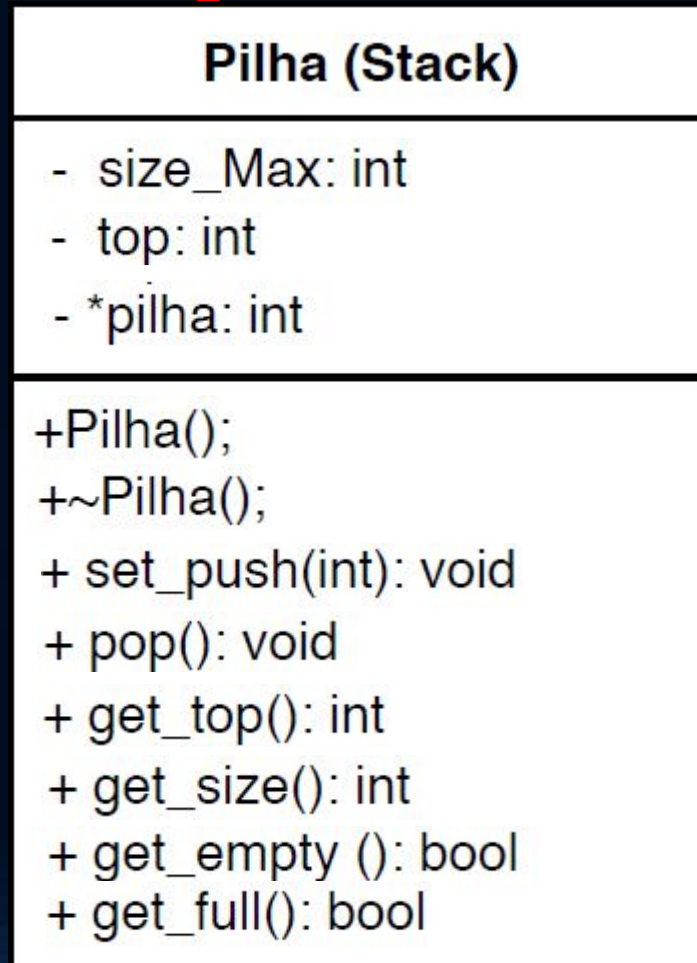 Pilha (Stack)
- size_Max: int
- top: int
- *pilha: int
+Pilha();
+~Pilha();
+ set_push(int): void
+ pop(): void
+ get_top(): int
+ get_size(): int
+ get_empty (): bool
+ get_full(): bool